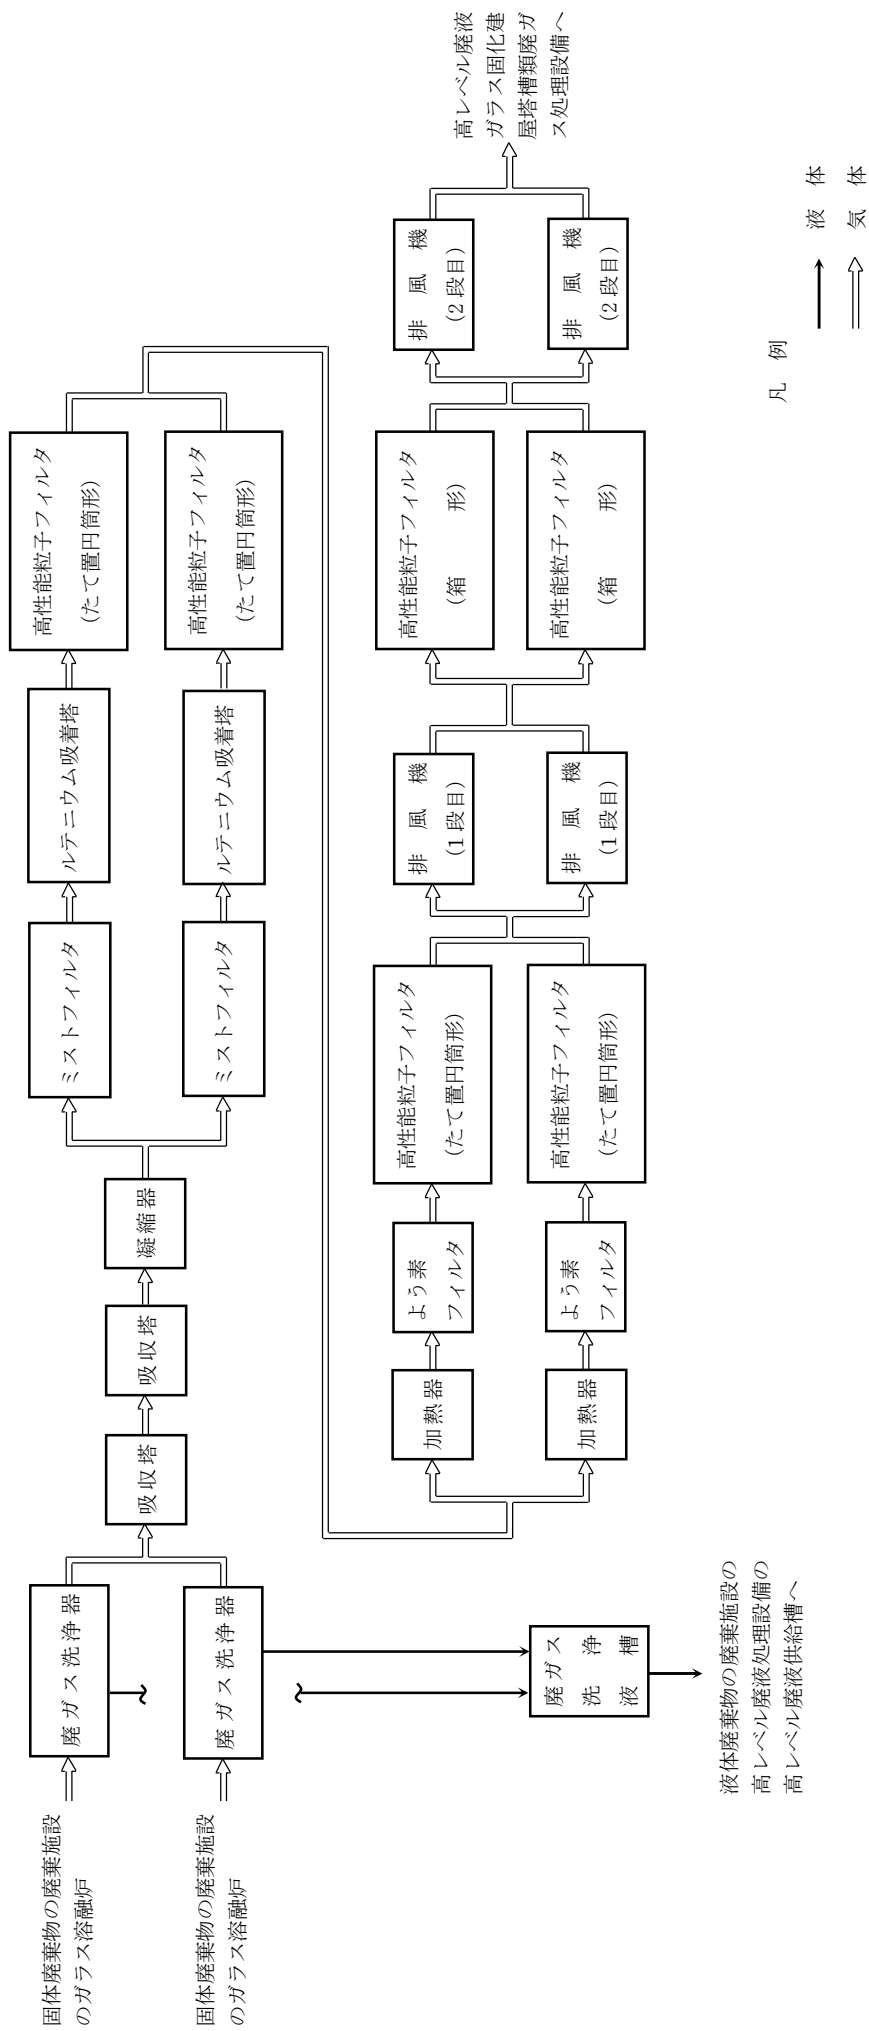 固体廃棄物の廃棄施設
のガラス溶融炉
廃ガス洗浄器
固体廃棄物の廃棄施設
のガラス溶融炉
廃ガス洗浄器
吸収塔
吸収塔
凝縮器
ミストフィルタ
ルテニウム吸着塔
高性能粒子フィルタ
(たて置円筒形)
ミストフィルタ
ルテニウム吸着塔
高性能粒子フィルタ
(たて置円筒形)
加熱器
よう素
フィルタ
高性能粒子フィルタ
(たて置円筒形)
排風機
(1段目)
高性能粒子フィルタ
(箱形)
排風機
(2段目)
加熱器
よう素
フィルタ
高性能粒子フィルタ
(たて置円筒形)
排風機
(1段目)
高性能粒子フィルタ
(箱形)
排風機
(2段目)
高レベル廃液
ガラス固化建
屋塔槽類廃ガ
ス処理設備へ
廃ガス
洗浄
液槽
液体廃棄物の廃棄施設の
高レベル廃液処理設備の
高レベル廃液供給槽へ
凡例
液体
気体